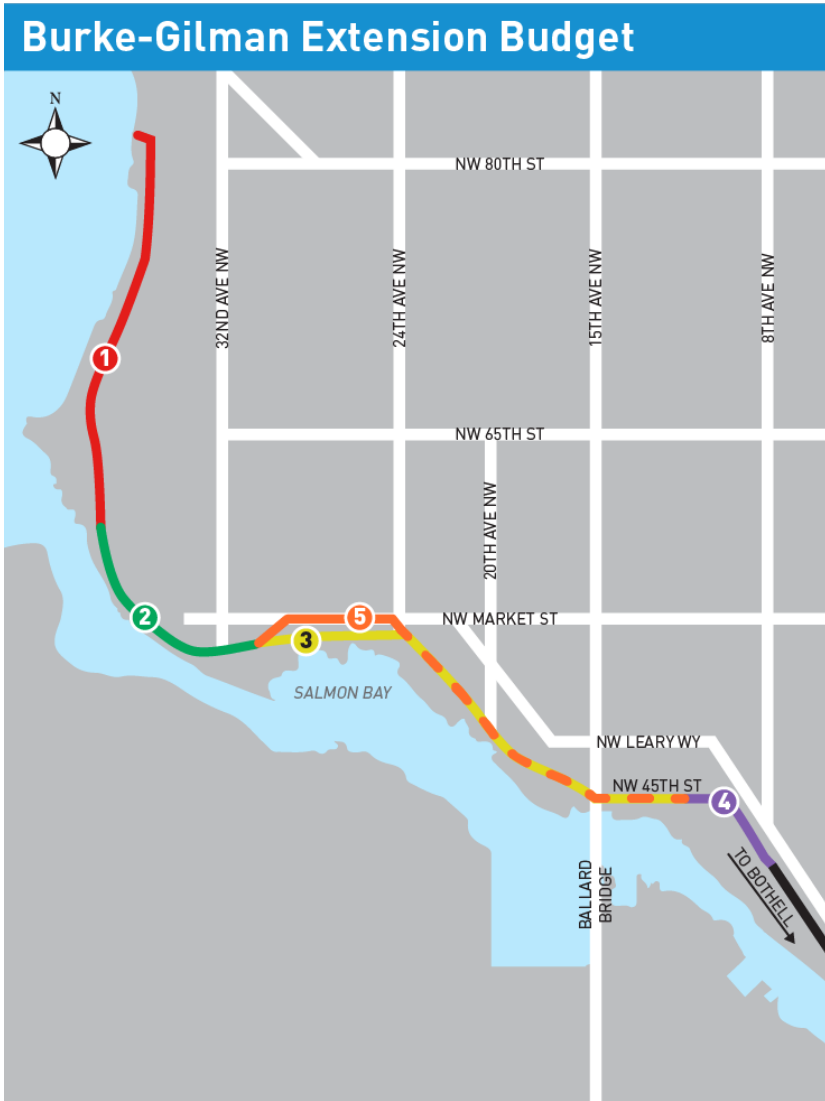 Burke-Gilman Extension Budget
N
NW 80TH ST
32ND AVE NW
24TH AVE NW
15TH AVE NW
8TH AVE NW
1
NW 65TH ST
20TH AVE NW
2
5
NW MARKET ST
3
SALMON BAY
NW LEARY WY
NW 45TH ST
4
TO BOTHELL
BALLARD
BRIDGE